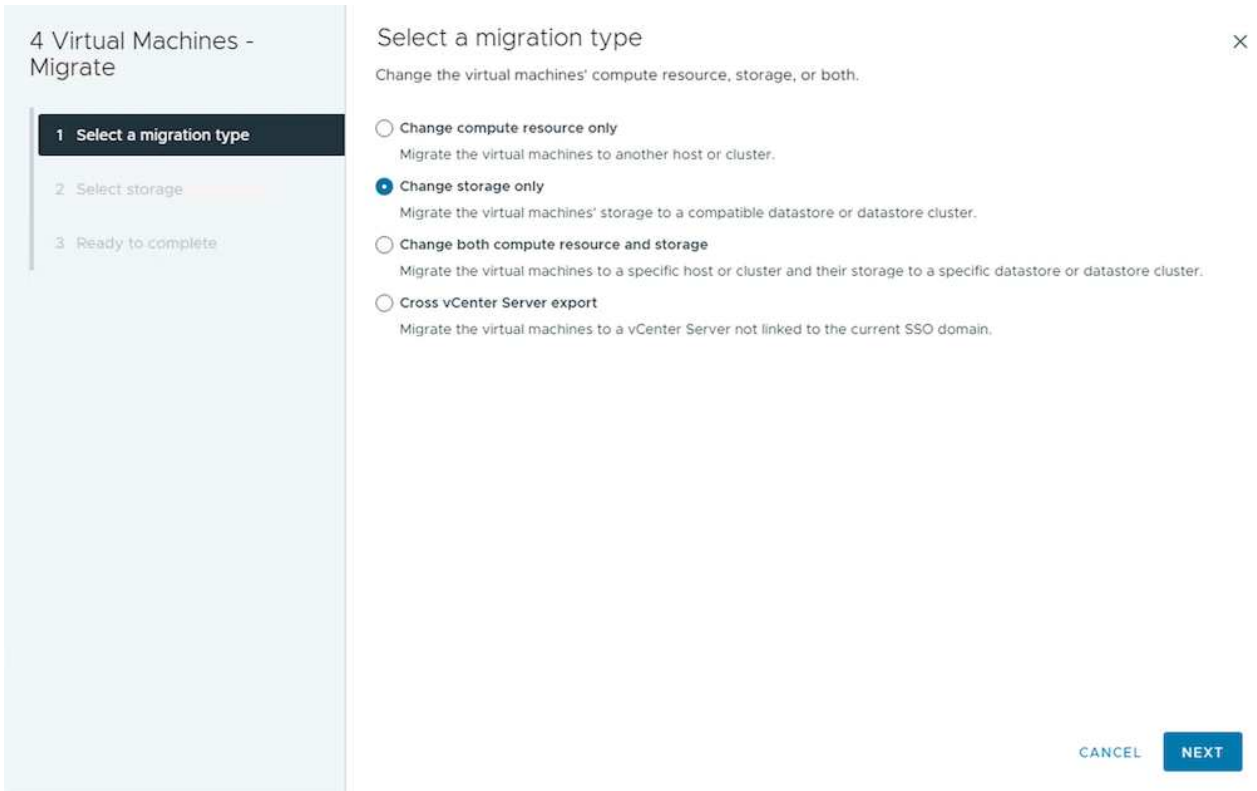 4 Virtual Machines -
Migrate
1 Select a migration type
2 Select storage
3 Ready to complete
Select a migration type
Change the virtual machines' compute resource, storage, or both.
Change compute resource only
Migrate the virtual machines to another host or cluster.
Change storage only
Migrate the virtual machines' storage to a compatible datastore or datastore cluster.
Change both compute resource and storage
Migrate the virtual machines to a specific host or cluster and their storage to a specific datastore or datastore cluster.
Cross vCenter Server export
Migrate the virtual machines to a vCenter Server not linked to the current SSO domain.
CANCEL
NEXT